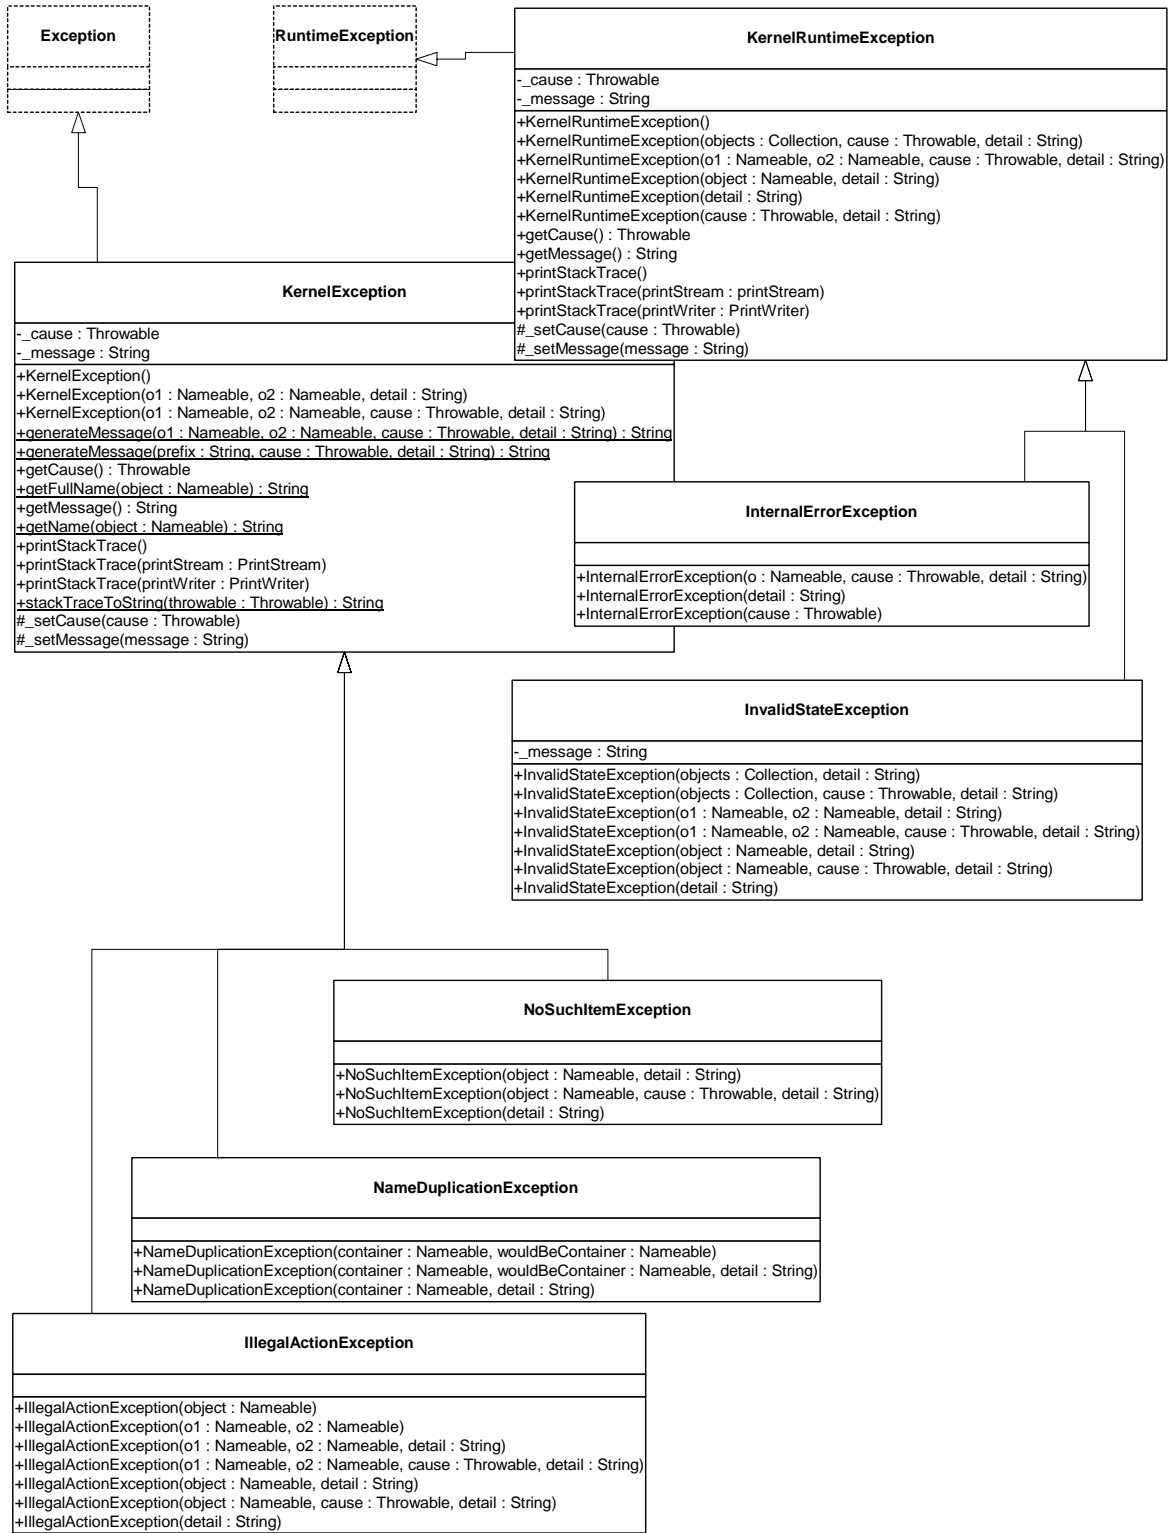 Exception
RuntimeException
KernelRuntimeException
-_cause : Throwable
-_message : String
+KernelRuntimeException()
+KernelRuntimeException(objects : Collection, cause : Throwable, detail : String)
+KernelRuntimeException(o1 : Nameable, o2 : Nameable, cause : Throwable, detail : String)
+KernelRuntimeException(object : Nameable, detail : String)
+KernelRuntimeException(detail : String)
+KernelRuntimeException(cause : Throwable, detail : String)
+getCause() : Throwable
+getMessage() : String
+printStackTrace()
+printStackTrace(printStream : printStream)
+printStackTrace(printWriter : PrintWriter)
#_setCause(cause : Throwable)
#_setMessage(message : String)
KernelException
-_cause : Throwable
-_message : String
+KernelException()
+KernelException(o1 : Nameable, o2 : Nameable, detail : String)
+KernelException(o1 : Nameable, o2 : Nameable, cause : Throwable, detail : String)
+generateMessage(o1 : Nameable, o2 : Nameable, cause : Throwable, detail : String) : String
+generateMessage(prefix : String, cause : Throwable, detail : String) : String
+getCause() : Throwable
+getFullName(object : Nameable) : String
+getMessage() : String
+getName(object : Nameable) : String
+printStackTrace()
+printStackTrace(printStream : PrintStream)
+printStackTrace(printWriter : PrintWriter)
+stackTraceToString(throwable : Throwable) : String
#_setCause(cause : Throwable)
#_setMessage(message : String)
InternalErrorException
+InternalErrorException(o : Nameable, cause : Throwable, detail : String)
+InternalErrorException(detail : String)
+InternalErrorException(cause : Throwable)
InvalidStateException
-_message : String
+InvalidStateException(objects : Collection, detail : String)
+InvalidStateException(objects : Collection, cause : Throwable, detail : String)
+InvalidStateException(o1 : Nameable, o2 : Nameable, detail : String)
+InvalidStateException(o1 : Nameable, o2 : Nameable, cause : Throwable, detail : String)
+InvalidStateException(object : Nameable, detail : String)
+InvalidStateException(object : Nameable, cause : Throwable, detail : String)
+InvalidStateException(detail : String)
NoSuchItemException
+NoSuchItemException(object : Nameable, detail : String)
+NoSuchItemException(object : Nameable, cause : Throwable, detail : String)
+NoSuchItemException(detail : String)
NameDuplicationException
+NameDuplicationException(container : Nameable, wouldBeContainer : Nameable)
+NameDuplicationException(container : Nameable, wouldBeContainer : Nameable, detail : String)
+NameDuplicationException(container : Nameable, detail : String)
IllegalActionException
+IllegalActionException(object : Nameable)
+IllegalActionException(o1 : Nameable, o2 : Nameable)
+IllegalActionException(o1 : Nameable, o2 : Nameable, detail : String)
+IllegalActionException(o1 : Nameable, o2 : Nameable, cause : Throwable, detail : String)
+IllegalActionException(object : Nameable, detail : String)
+IllegalActionException(object : Nameable, cause : Throwable, detail : String)
+IllegalActionException(detail : String)